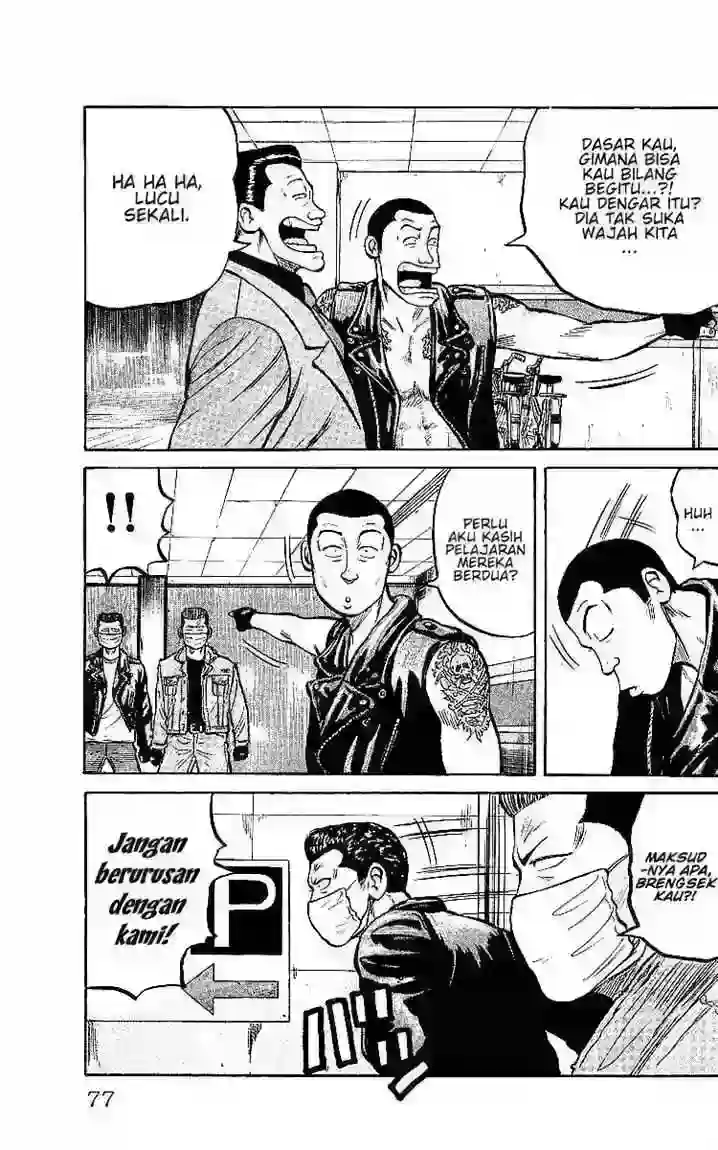 DASAR KAU,
GIMANA BISA
KAU BILANG
BEGITU...?!
KAU DENGAR ITU?
DIA TAK SUKA
WAJAH KITA
...
HA HA HA,
LUCU
SEKALI.
HUH
...
PERLU
AKU KASIH
PELAJARAN
MEREKA
BERDUA?
!!
MAKSUD
-NYA APA,
BRENGSEK
KAU?!
Jangan
berurusan
dengan
kami!
P
77